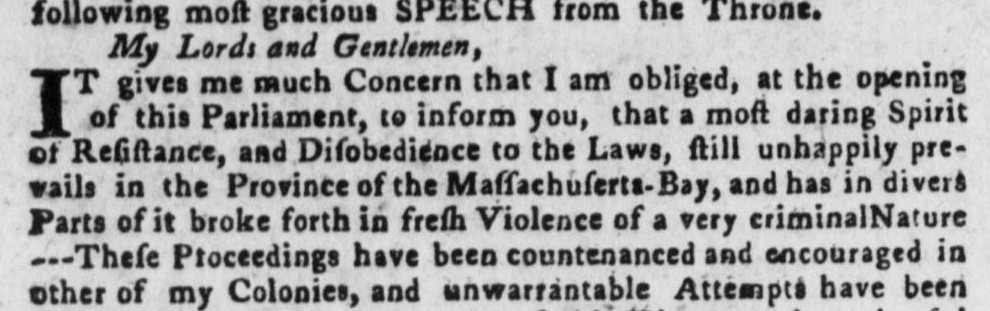 following moſt gracious SPEECH from the Throne.
My Lords and Gentlemen,
IT gives me much Concern that I am obliged, at the opening
of this Parliament, to inform you, that a moſt daring Spirit
of Reſiſtance, and Diſobedience to the Laws, ſtill unhappily pre-
vails in the Province of the Maſſachuſerts-Bay, and has in divers
Parts of it broke forth in freſh Violence of a very criminalNature
---Theſe Proceedings have been countenanced and encouraged in
other of my Colonies, and unwarrantable Attempts have been